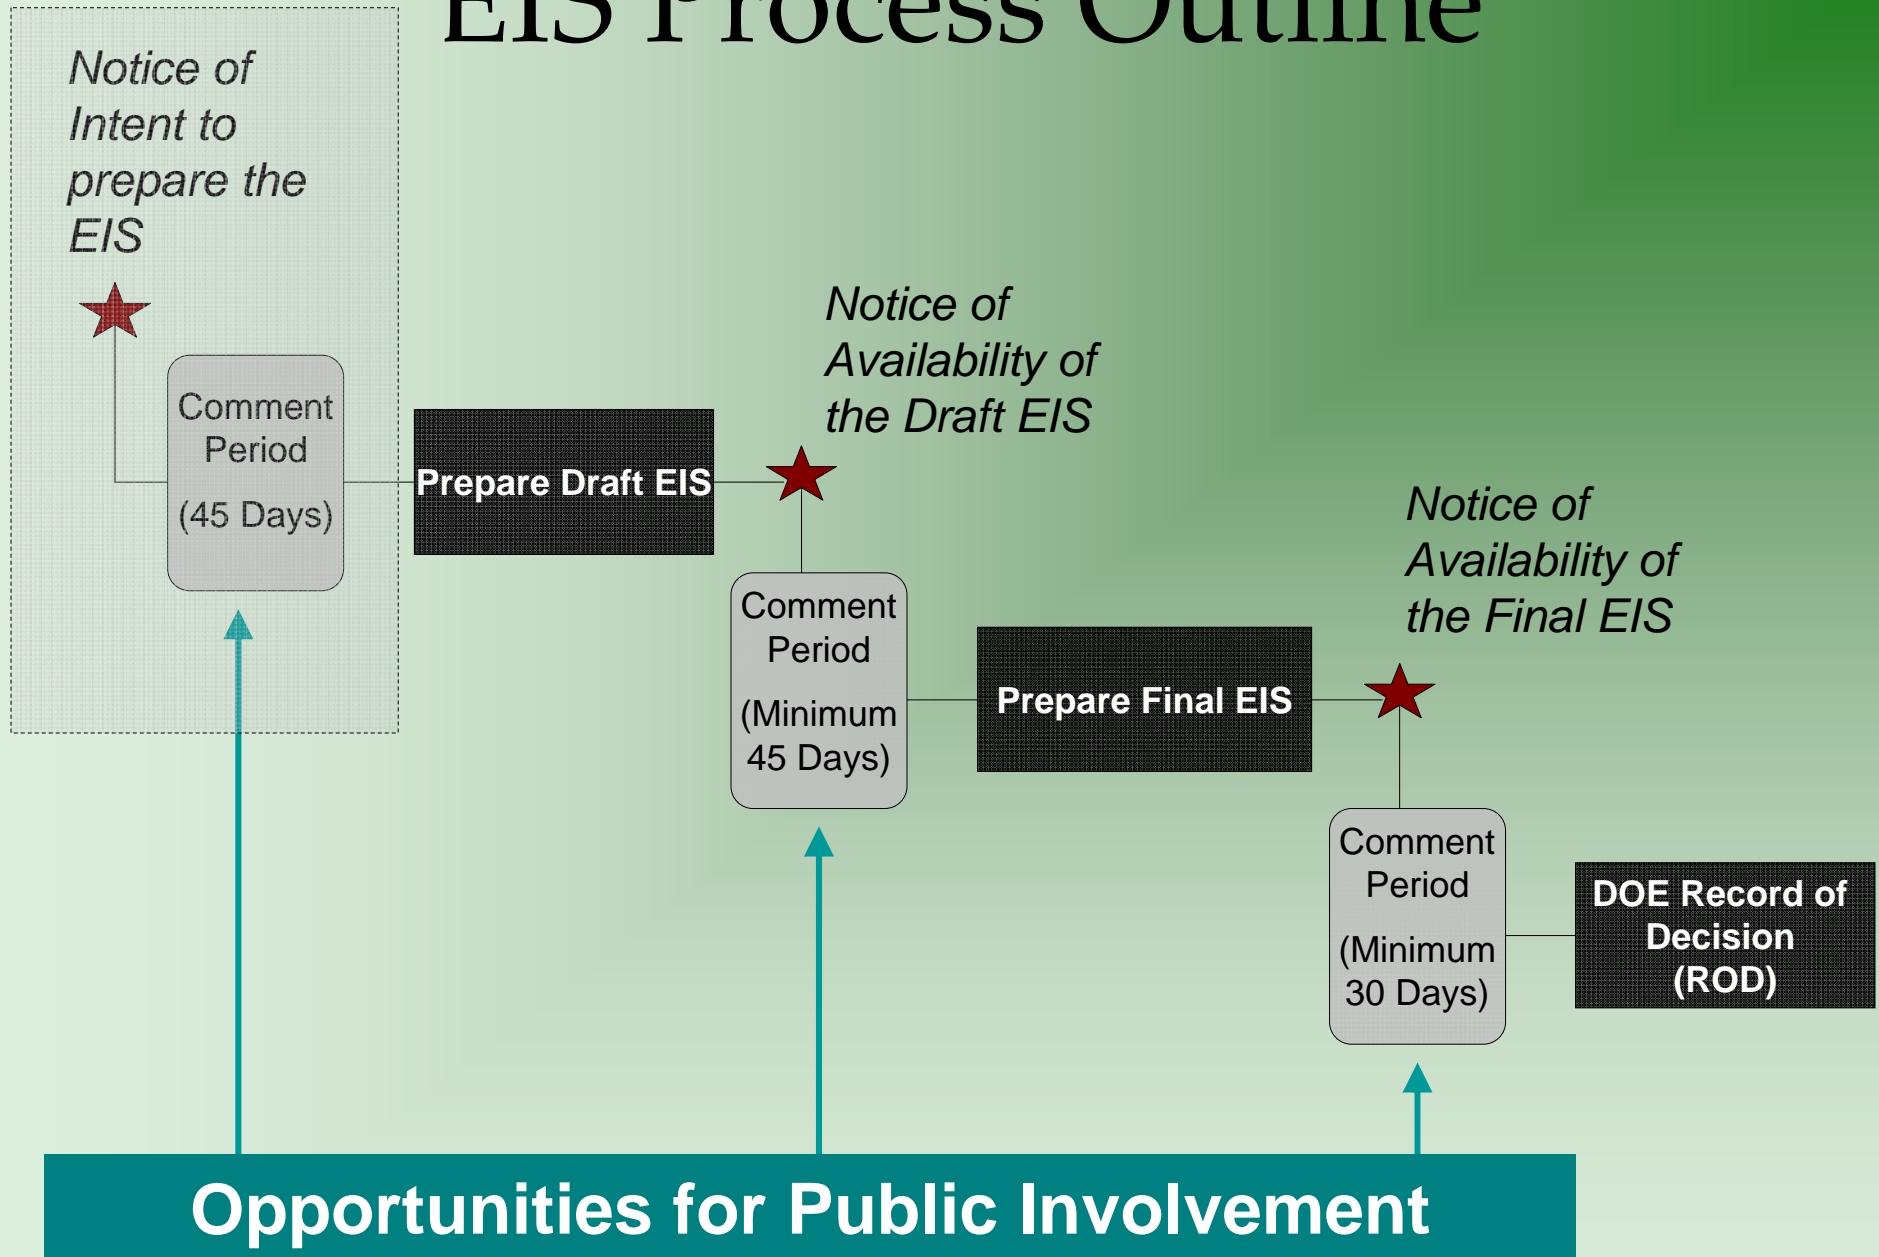 EIS Process Outline
Notice of
Intent to
prepare the
EIS
Comment
Period
(45 Days)
Prepare Draft EIS
Notice of
Availability of
the Draft EIS
Comment
Period
(Minimum
45 Days)
Prepare Final EIS
Notice of
Availability of
the Final EIS
Comment
Period
(Minimum
30 Days)
DOE Record of
Decision
(ROD)
Opportunities for Public Involvement